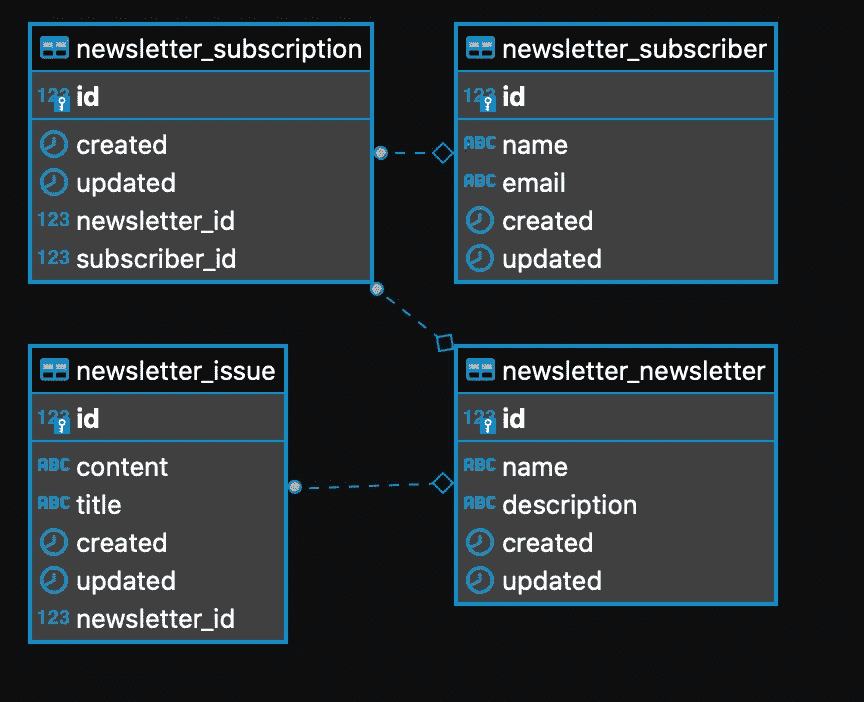 newsletter_subscription
123 id
created
updated
123 newsletter_id
123 subscriber_id
newsletter_subscriber
123 id
ABC name
ABC email
created
updated
newsletter_issue
123 id
ABC content
ABC title
created
updated
123 newsletter_id
newsletter_newsletter
123 id
ABC name
ABC description
created
updated